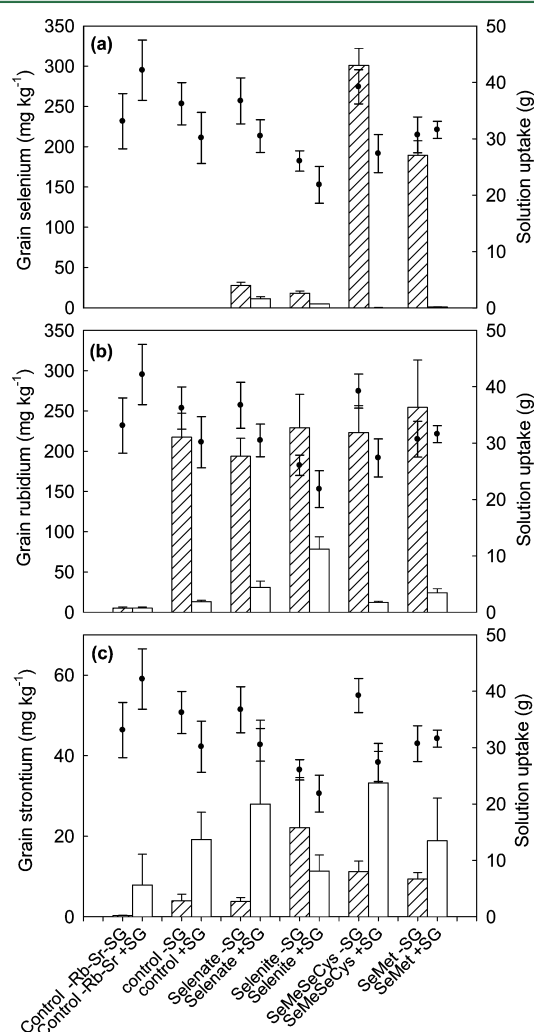 (a)
Grain selenium (mg kg⁻¹)
350
300
250
200
150
100
50
0
50
40
30
20
10
0
Solution uptake (g)
(b)
Grain rubidium (mg kg⁻¹)
350
300
250
200
150
100
50
0
50
40
30
20
10
0
Solution uptake (g)
(c)
Grain strontium (mg kg⁻¹)
60
40
20
0
50
40
30
20
10
0
Solution uptake (g)
Control -Rb-Sr-SG
Control -Rb-Sr +SG
control -SG
control +SG
Selenate -SG
Selenate +SG
Selenite -SG
Selenite +SG
SeMeSeCys -SG
SeMeSeCys +SG
SeMet -SG
SeMet +SG